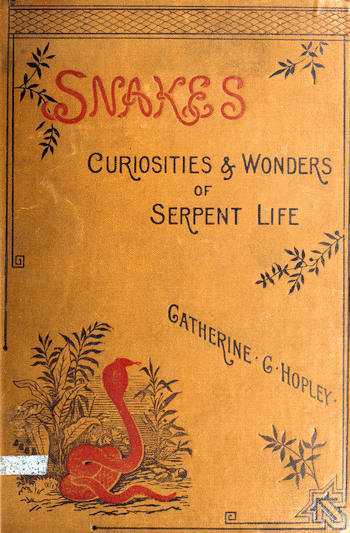 SNAKES
CURIOSITIES & WONDERS
OF
SERPENT LIFE
CATHERINE · C · HOPLEY ·